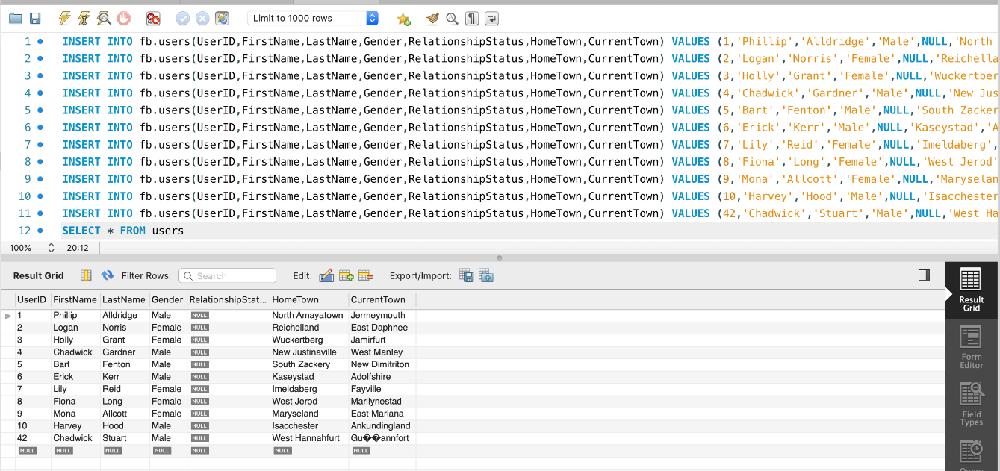 Limit to 1000 rows
1 INSERT INTO fb.users(UserID,FirstName,LastName,Gender,RelationshipStatus,HomeTown,CurrentTown) VALUES (1,'Phillip','Alldridge','Male',NULL,'North
2 INSERT INTO fb.users(UserID,FirstName,LastName,Gender,RelationshipStatus,HomeTown,CurrentTown) VALUES (2,'Logan','Norris','Female',NULL,'Reichella
3 INSERT INTO fb.users(UserID,FirstName,LastName,Gender,RelationshipStatus,HomeTown,CurrentTown) VALUES (3,'Holly','Grant','Female',NULL,'Wuckertber
4 INSERT INTO fb.users(UserID,FirstName,LastName,Gender,RelationshipStatus,HomeTown,CurrentTown) VALUES (4,'Chadwick','Gardner','Male',NULL,'New Jus
5 INSERT INTO fb.users(UserID,FirstName,LastName,Gender,RelationshipStatus,HomeTown,CurrentTown) VALUES (5,'Bart','Fenton','Male',NULL,'South Zacker
6 INSERT INTO fb.users(UserID,FirstName,LastName,Gender,RelationshipStatus,HomeTown,CurrentTown) VALUES (6,'Erick','Kerr','Male',NULL,'Kaseystad','A
7 INSERT INTO fb.users(UserID,FirstName,LastName,Gender,RelationshipStatus,HomeTown,CurrentTown) VALUES (7,'Lily','Reid','Female',NULL,'Imeldaberg',
8 INSERT INTO fb.users(UserID,FirstName,LastName,Gender,RelationshipStatus,HomeTown,CurrentTown) VALUES (8,'Fiona','Long','Female',NULL,'West Jerod'
9 INSERT INTO fb.users(UserID,FirstName,LastName,Gender,RelationshipStatus,HomeTown,CurrentTown) VALUES (9,'Mona','Allcott','Female',NULL,'Maryselan
10 INSERT INTO fb.users(UserID,FirstName,LastName,Gender,RelationshipStatus,HomeTown,CurrentTown) VALUES (10,'Harvey','Hood','Male',NULL,'Isacchester
11 INSERT INTO fb.users(UserID,FirstName,LastName,Gender,RelationshipStatus,HomeTown,CurrentTown) VALUES (42,'Chadwick','Stuart','Male',NULL,'West Ha
12 SELECT * FROM users
100% 20:12
Result Grid Filter Rows: Search Edit: Export/Import:
UserID FirstName LastName Gender RelationshipStat... HomeTown CurrentTown
1 Phillip Alldridge Male NULL North Amayatown Jermeymouth
2 Logan Norris Female NULL Reichelland East Daphnee
3 Holly Grant Female NULL Wuckertberg Jamirfurt
4 Chadwick Gardner Male NULL New Justinaville West Manley
5 Bart Fenton Male NULL South Zackery New Dimitriton
6 Erick Kerr Male NULL Kaseystad Adolfshire
7 Lily Reid Female NULL Imeldaberg Fayville
8 Fiona Long Female NULL West Jerod Marilynestad
9 Mona Allcott Female NULL Maryseland East Mariana
10 Harvey Hood Male NULL Isacchester Ankundingland
42 Chadwick Stuart Male NULL West Hannahfurt Gu��annfort
NULL NULL NULL NULL NULL NULL NULL
Result
Grid
Form
Editor
Field
Types
Query